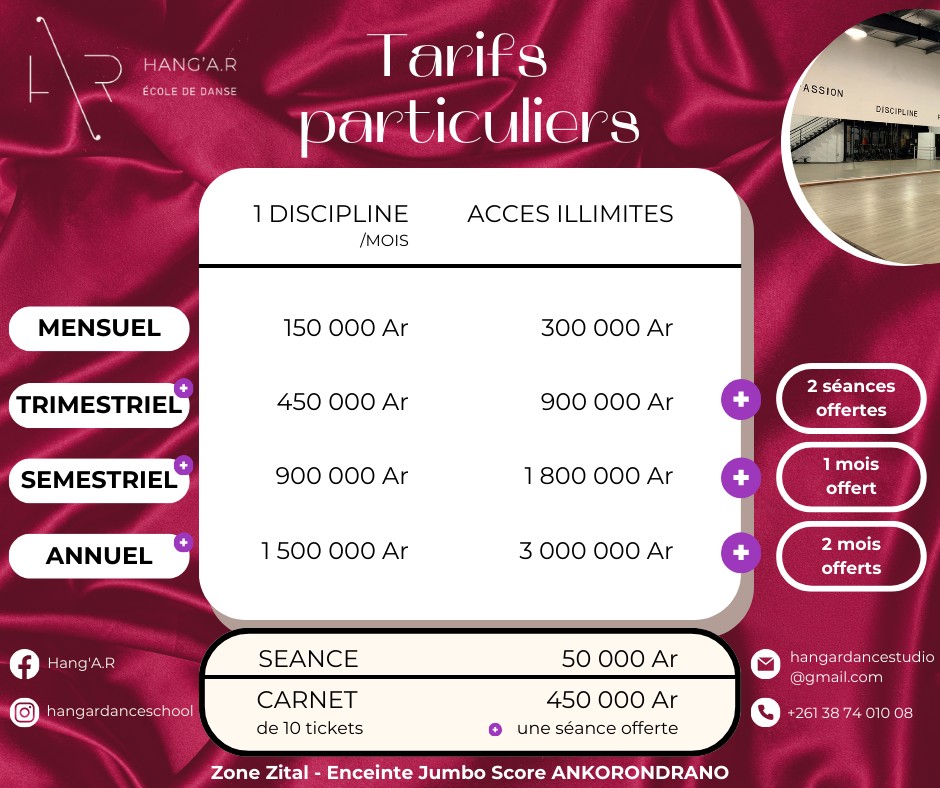 HANG'A.R
ÉCOLE DE DANSE
Tarifs
particuliers
PASSION
DISCIPLINE
1 DISCIPLINE ACCES ILLIMITES
/MOIS
MENSUEL 150 000 Ar 300 000 Ar
TRIMESTRIEL 450 000 Ar 900 000 Ar + 2 séances
offertes
SEMESTRIEL 900 000 Ar 1 800 000 Ar + 1 mois
offert
ANNUEL 1 500 000 Ar 3 000 000 Ar + 2 mois
offerts
SEANCE 50 000 Ar
CARNET 450 000 Ar
de 10 tickets + une séance offerte
Hang'A.R
hangardanceschool
hangardancestudio
@gmail.com
+261 38 74 010 08
Zone Zital - Enceinte Jumbo Score ANKORONDRANO